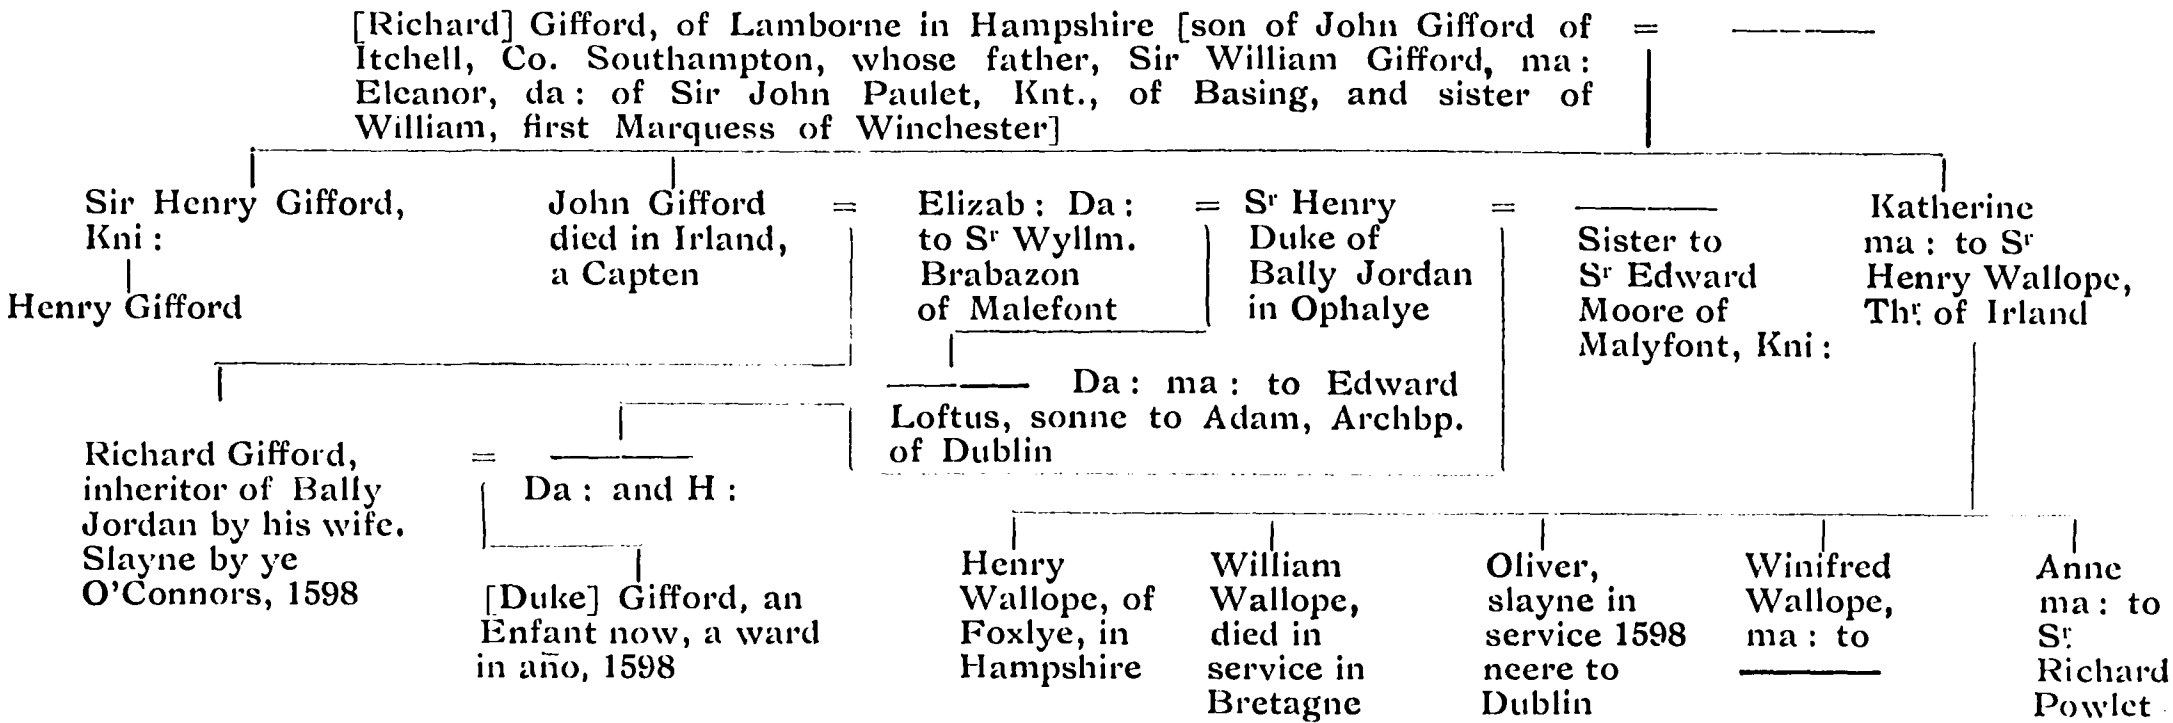 [Richard] Gifford, of Lamborne in Hampshire [son of John Gifford of =
Itchell, Co. Southampton, whose father, Sir William Gifford, ma:
Eleanor, da: of Sir John Paulet, Knt., of Basing, and sister of
William, first Marquess of Winchester]
Sir Henry Gifford,
Kni:
Henry Gifford
John Gifford
died in Irland,
a Capten
=
Elizab: Da:
to Sr Wyllm.
Brabazon
of Malefont
=
Sr Henry
Duke of
Bally Jordan
in Ophalye
=
Sister to
Sr Edward
Moore of
Malyfont, Kni:
Katherine
ma: to Sr
Henry Wallope,
Thr. of Irland
Da: ma: to Edward
Loftus, sonne to Adam, Archbp.
of Dublin
Richard Gifford,
inheritor of Bally
Jordan by his wife.
Slayne by ye
O'Connors, 1598
=
Da: and H:
[Duke] Gifford, an
Enfant now, a ward
in año, 1598
Henry
Wallope, of
Foxlye, in
Hampshire
William
Wallope,
died in
service in
Bretagne
Oliver,
slayne in
service 1598
neere to
Dublin
Winifred
Wallope,
ma: to
Anne
ma: to
Sr.
Richard
Powlet